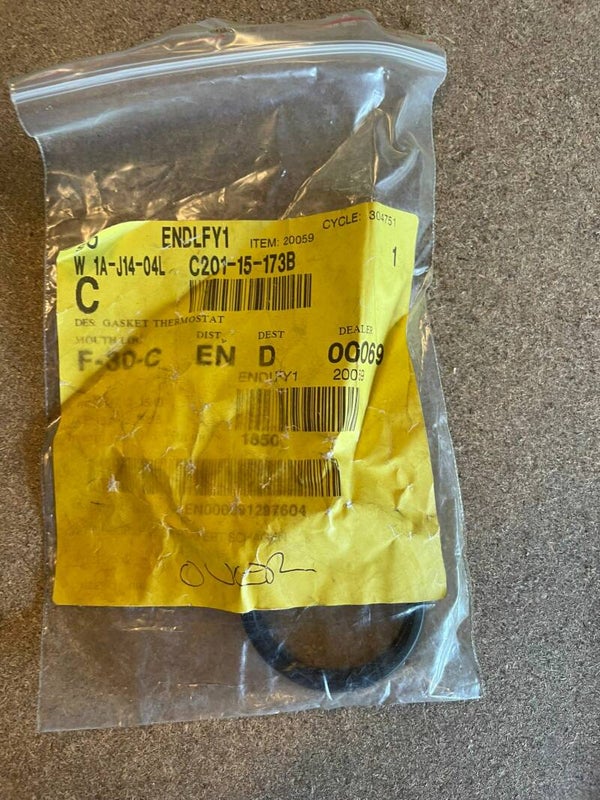 ENDLFY1 ITEM: 20059 CYCLE: 304751
W 1A-J14-04L C201-15-173B 1
C
DES: GASKET THERMOSTAT
DIST DEST DEALER
F-30-C EN D 00069
ENDLFY1 20059
1850
OVER